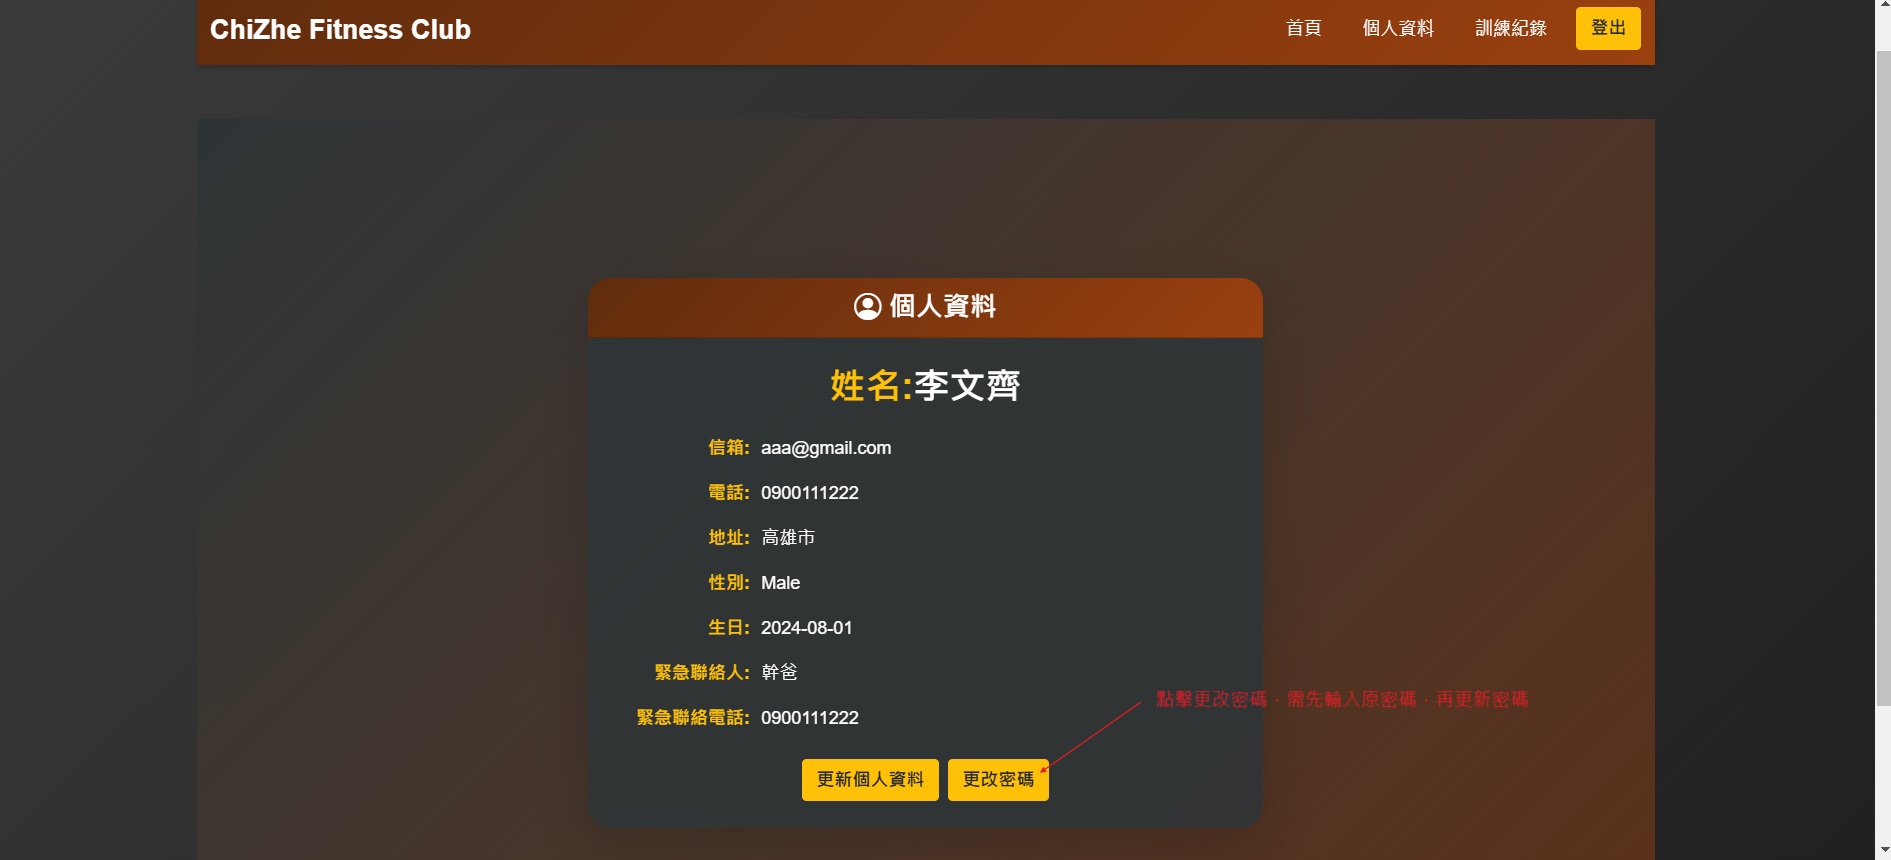 ChiZhe Fitness Club
首頁 個人資料 訓練紀錄 登出
個人資料
姓名:李文齊
信箱: aaa@gmail.com
電話: 0900111222
地址: 高雄市
性別: Male
生日: 2024-08-01
緊急聯絡人: 幹爸
緊急聯絡電話: 0900111222
點擊更改密碼，需先輸入原密碼，再更新密碼
更新個人資料 更改密碼